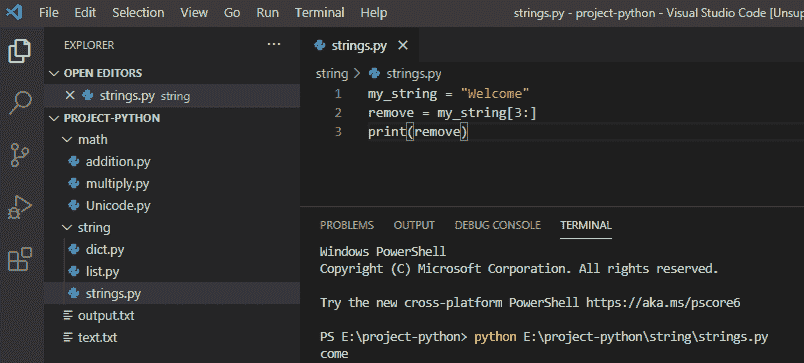 File Edit Selection View Go Run Terminal Help strings.py - project-python - Visual Studio Code [Unsup
EXPLORER ...
OPEN EDITORS
strings.py string
PROJECT-PYTHON
math
addition.py
multiply.py
Unicode.py
string
dict.py
list.py
strings.py
output.txt
text.txt
strings.py
string > strings.py
1 my_string = "Welcome"
2 remove = my_string[3:]
3 print(remove)
PROBLEMS OUTPUT DEBUG CONSOLE TERMINAL
Windows PowerShell
Copyright (C) Microsoft Corporation. All rights reserved.
Try the new cross-platform PowerShell https://aka.ms/pscore6
PS E:\project-python> python E:\project-python\string\strings.py
come